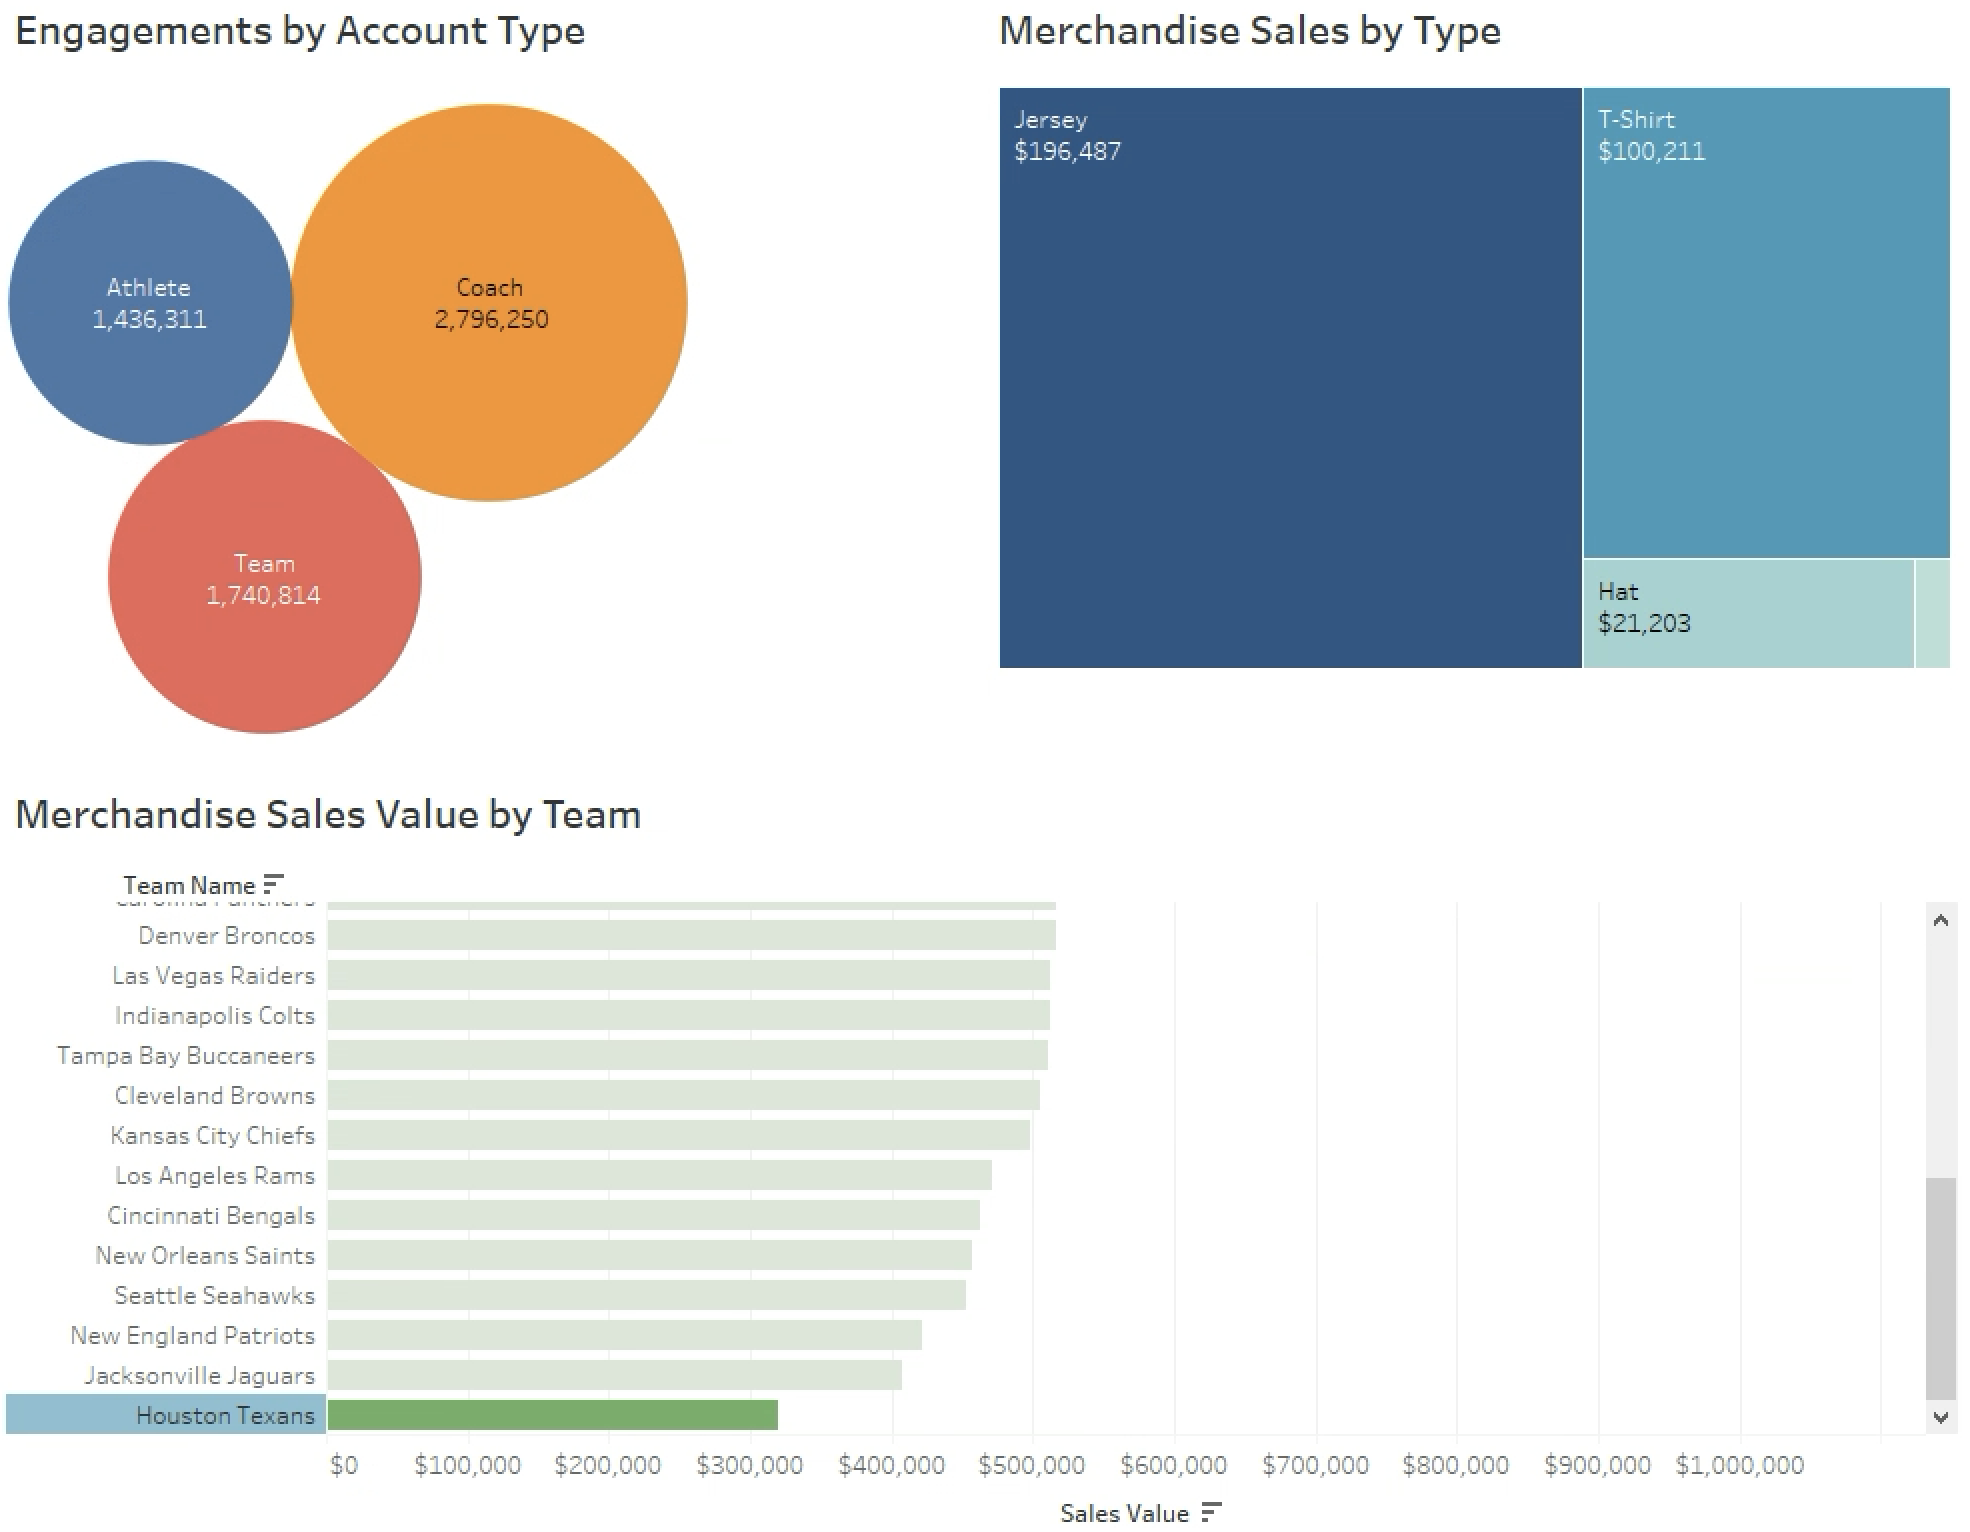 Engagements by Account Type
Athlete
1,436,311
Coach
2,796,250
Team
1,740,814
Merchandise Sales by Type
Jersey
$196,487
T-Shirt
$100,211
Hat
$21,203
Merchandise Sales Value by Team
Team Name
Carolina Panthers
Denver Broncos
Las Vegas Raiders
Indianapolis Colts
Tampa Bay Buccaneers
Cleveland Browns
Kansas City Chiefs
Los Angeles Rams
Cincinnati Bengals
New Orleans Saints
Seattle Seahawks
New England Patriots
Jacksonville Jaguars
Houston Texans
$0 $100,000 $200,000 $300,000 $400,000 $500,000 $600,000 $700,000 $800,000 $900,000 $1,000,000
Sales Value